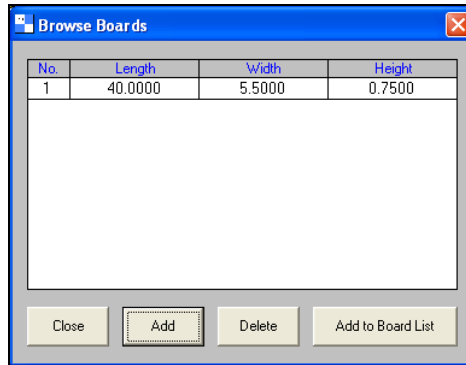 Browse Boards
No. Length Width Height
1 40.0000 5.5000 0.7500
Close Add Delete Add to Board List